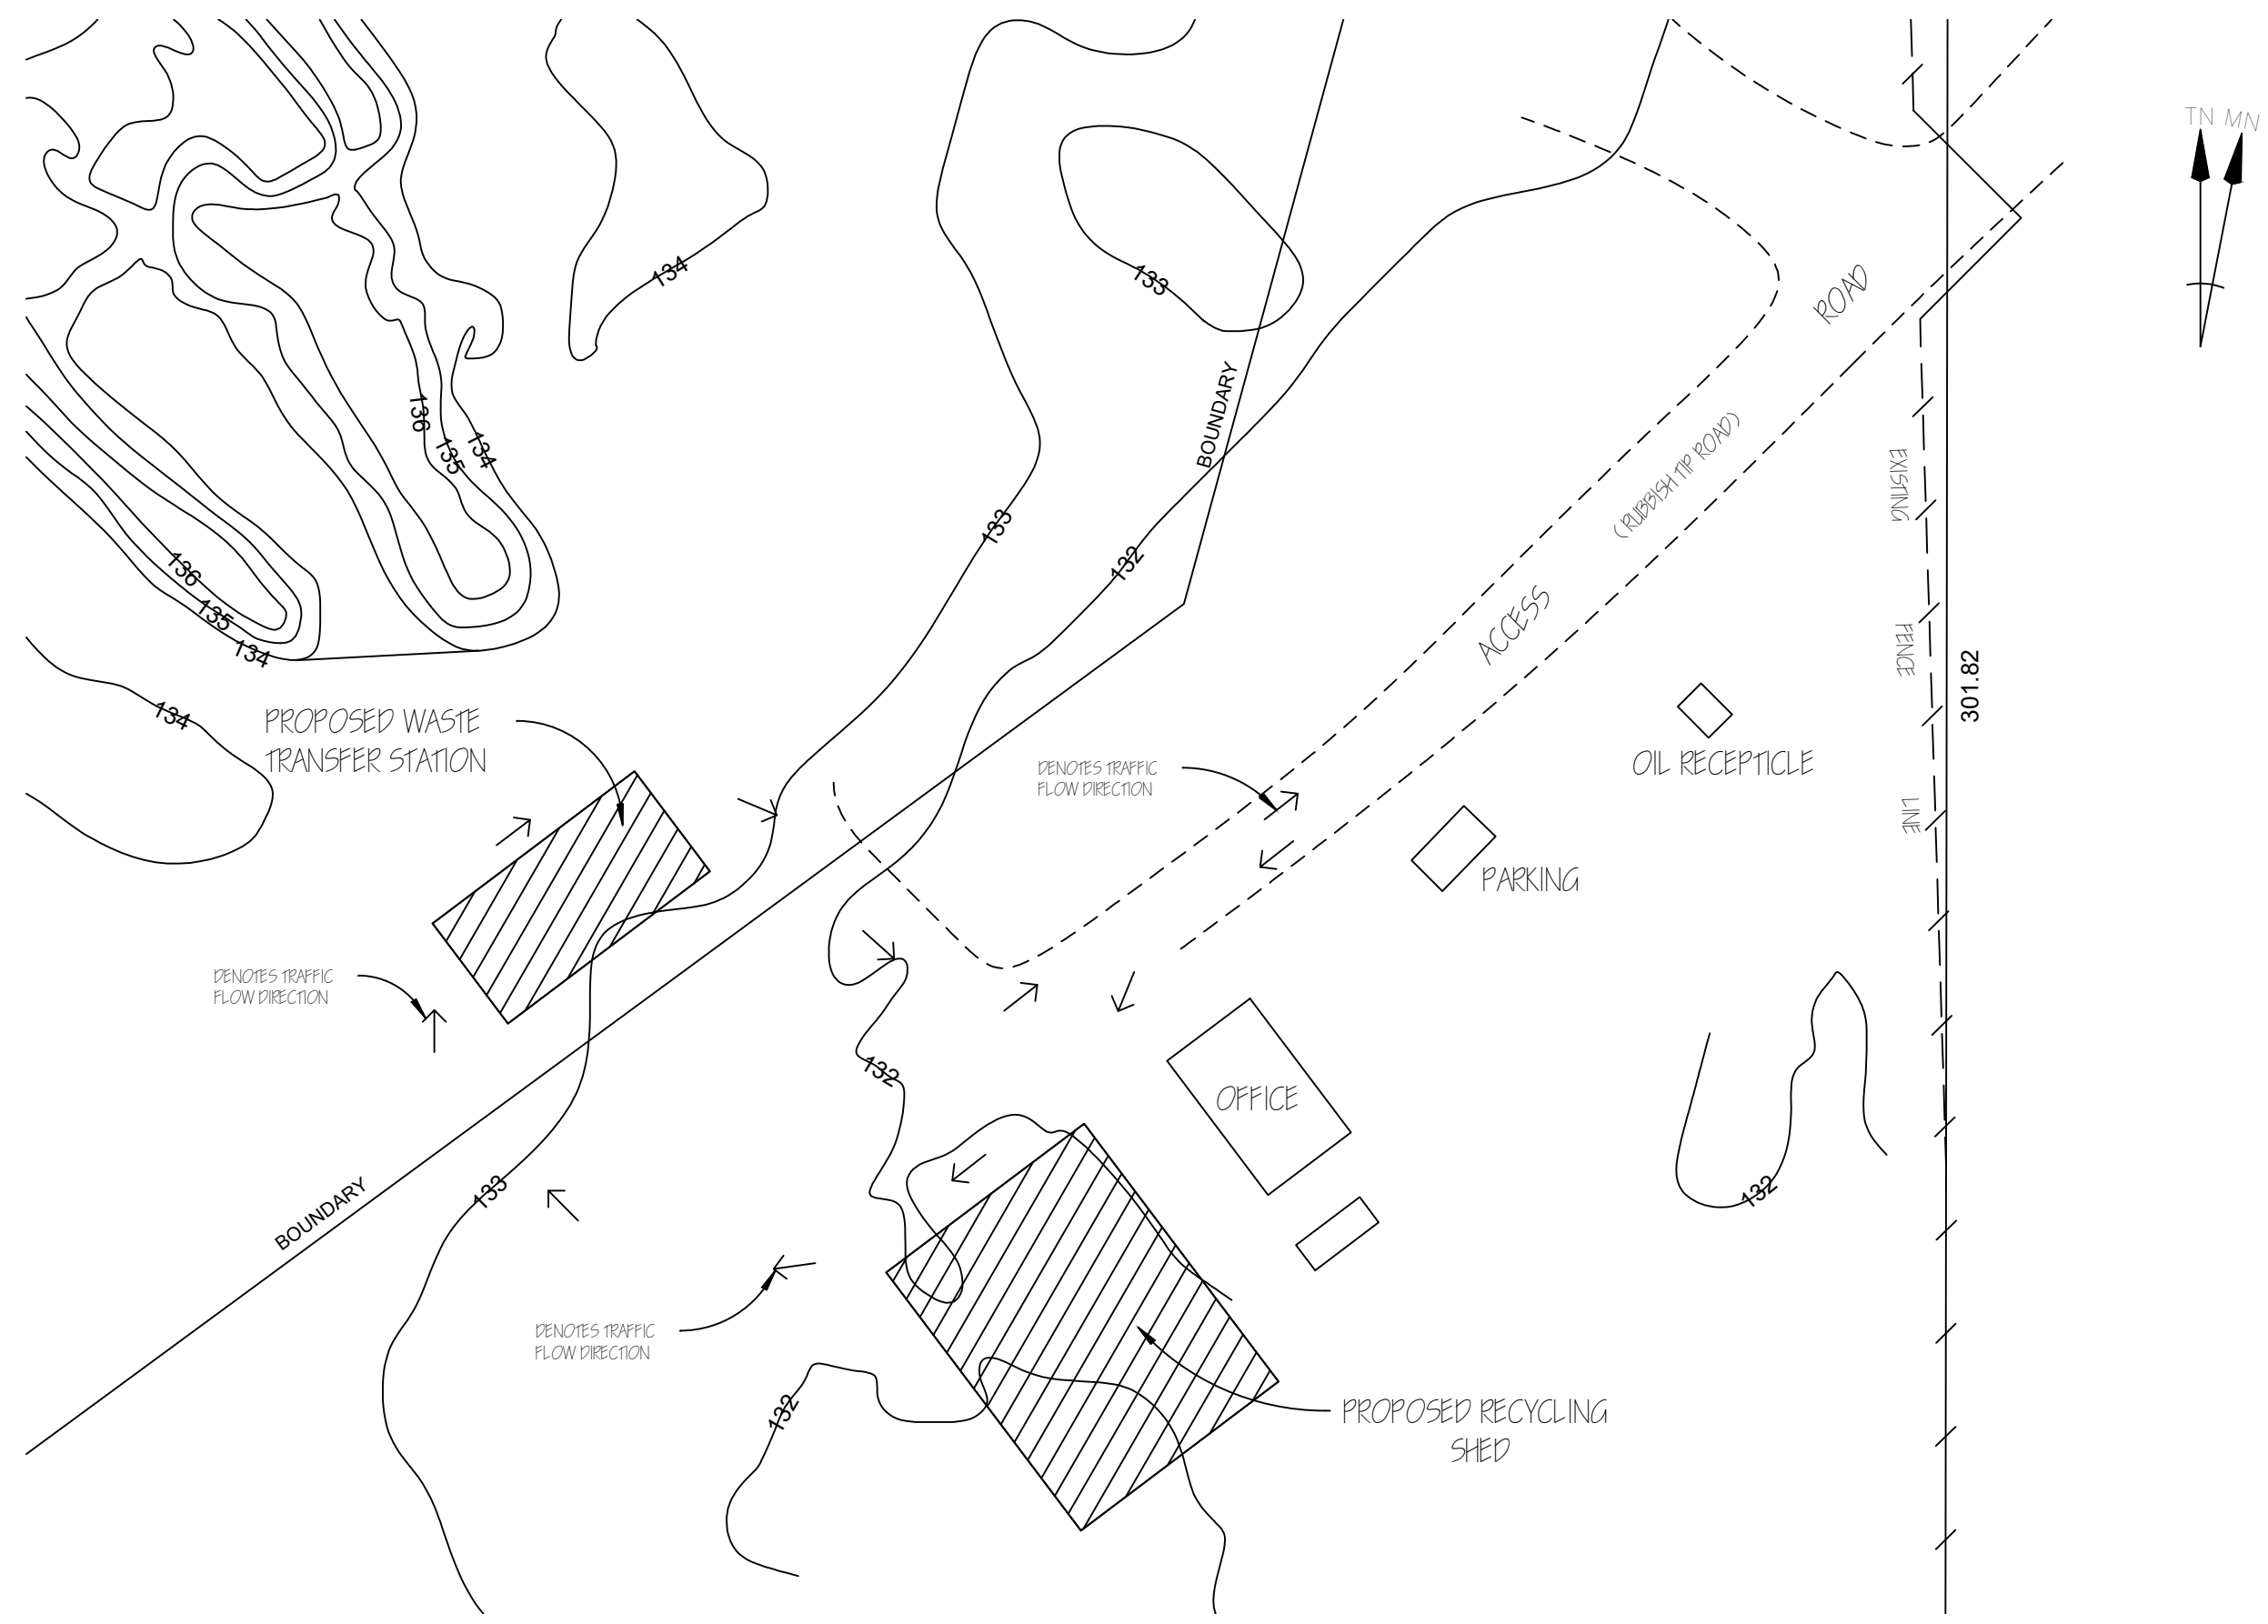 TN MN
134
133
ROAD
BOUNDARY
136
135
134
(RUBBISH TIP ROAD)
EXISTING
133
132
136
135
134
ACCESS
FENCE
301.82
134
PROPOSED WASTE
TRANSFER STATION
DENOTES TRAFFIC
FLOW DIRECTION
OIL RECEPTICLE
LINE
PARKING
DENOTES TRAFFIC
FLOW DIRECTION
132
OFFICE
BOUNDARY
133
132
DENOTES TRAFFIC
FLOW DIRECTION
132
PROPOSED RECYCLING
SHED